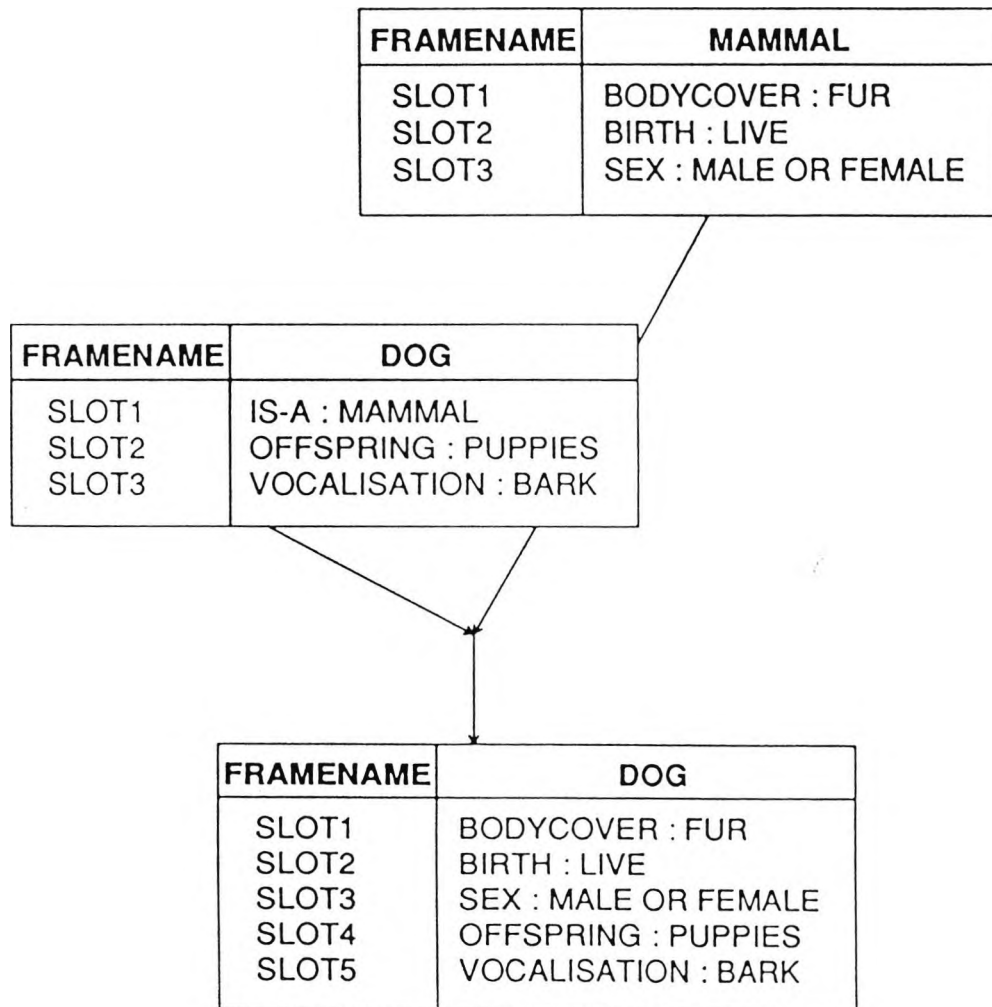 FRAMENAME MAMMAL
SLOT1 BODYCOVER : FUR
SLOT2 BIRTH : LIVE
SLOT3 SEX : MALE OR FEMALE
FRAMENAME DOG
SLOT1 IS-A : MAMMAL
SLOT2 OFFSPRING : PUPPIES
SLOT3 VOCALISATION : BARK
FRAMENAME DOG
SLOT1 BODYCOVER : FUR
SLOT2 BIRTH : LIVE
SLOT3 SEX : MALE OR FEMALE
SLOT4 OFFSPRING : PUPPIES
SLOT5 VOCALISATION : BARK